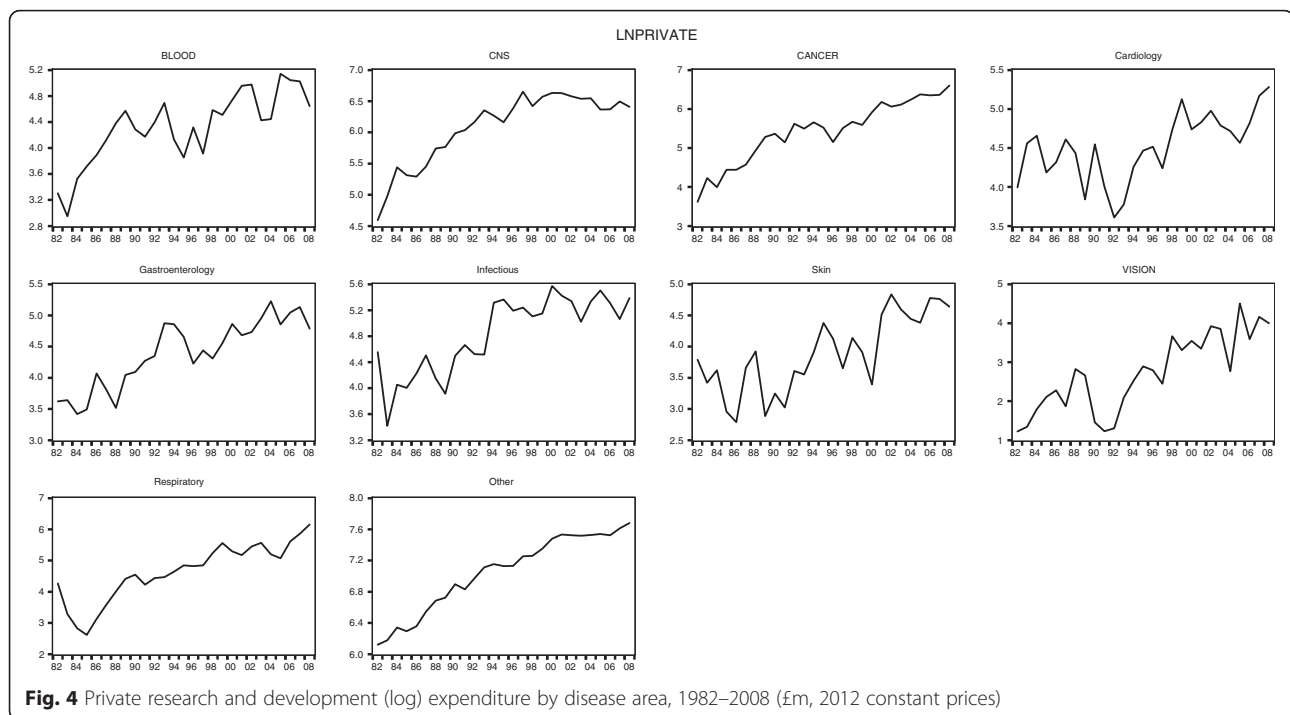 LNPRIVATE
BLOOD
5.2
4.8
4.4
4.0
3.6
3.2
2.8
82 84 86 88 90 92 94 96 98 00 02 04 06 08
CNS
7.0
6.5
6.0
5.5
5.0
4.5
82 84 86 88 90 92 94 96 98 00 02 04 06 08
CANCER
7
6
5
4
3
82 84 86 88 90 92 94 96 98 00 02 04 06 08
Cardiology
5.5
5.0
4.5
4.0
3.5
82 84 86 88 90 92 94 96 98 00 02 04 06 08
Gastroenterology
5.5
5.0
4.5
4.0
3.5
3.0
82 84 86 88 90 92 94 96 98 00 02 04 06 08
Infectious
5.6
5.2
4.8
4.4
4.0
3.6
3.2
82 84 86 88 90 92 94 96 98 00 02 04 06 08
Skin
5.0
4.5
4.0
3.5
3.0
2.5
82 84 86 88 90 92 94 96 98 00 02 04 06 08
VISION
5
4
3
2
1
82 84 86 88 90 92 94 96 98 00 02 04 06 08
Respiratory
7
6
5
4
3
2
82 84 86 88 90 92 94 96 98 00 02 04 06 08
Other
8.0
7.6
7.2
6.8
6.4
6.0
82 84 86 88 90 92 94 96 98 00 02 04 06 08
Fig. 4 Private research and development (log) expenditure by disease area, 1982–2008 (£m, 2012 constant prices)